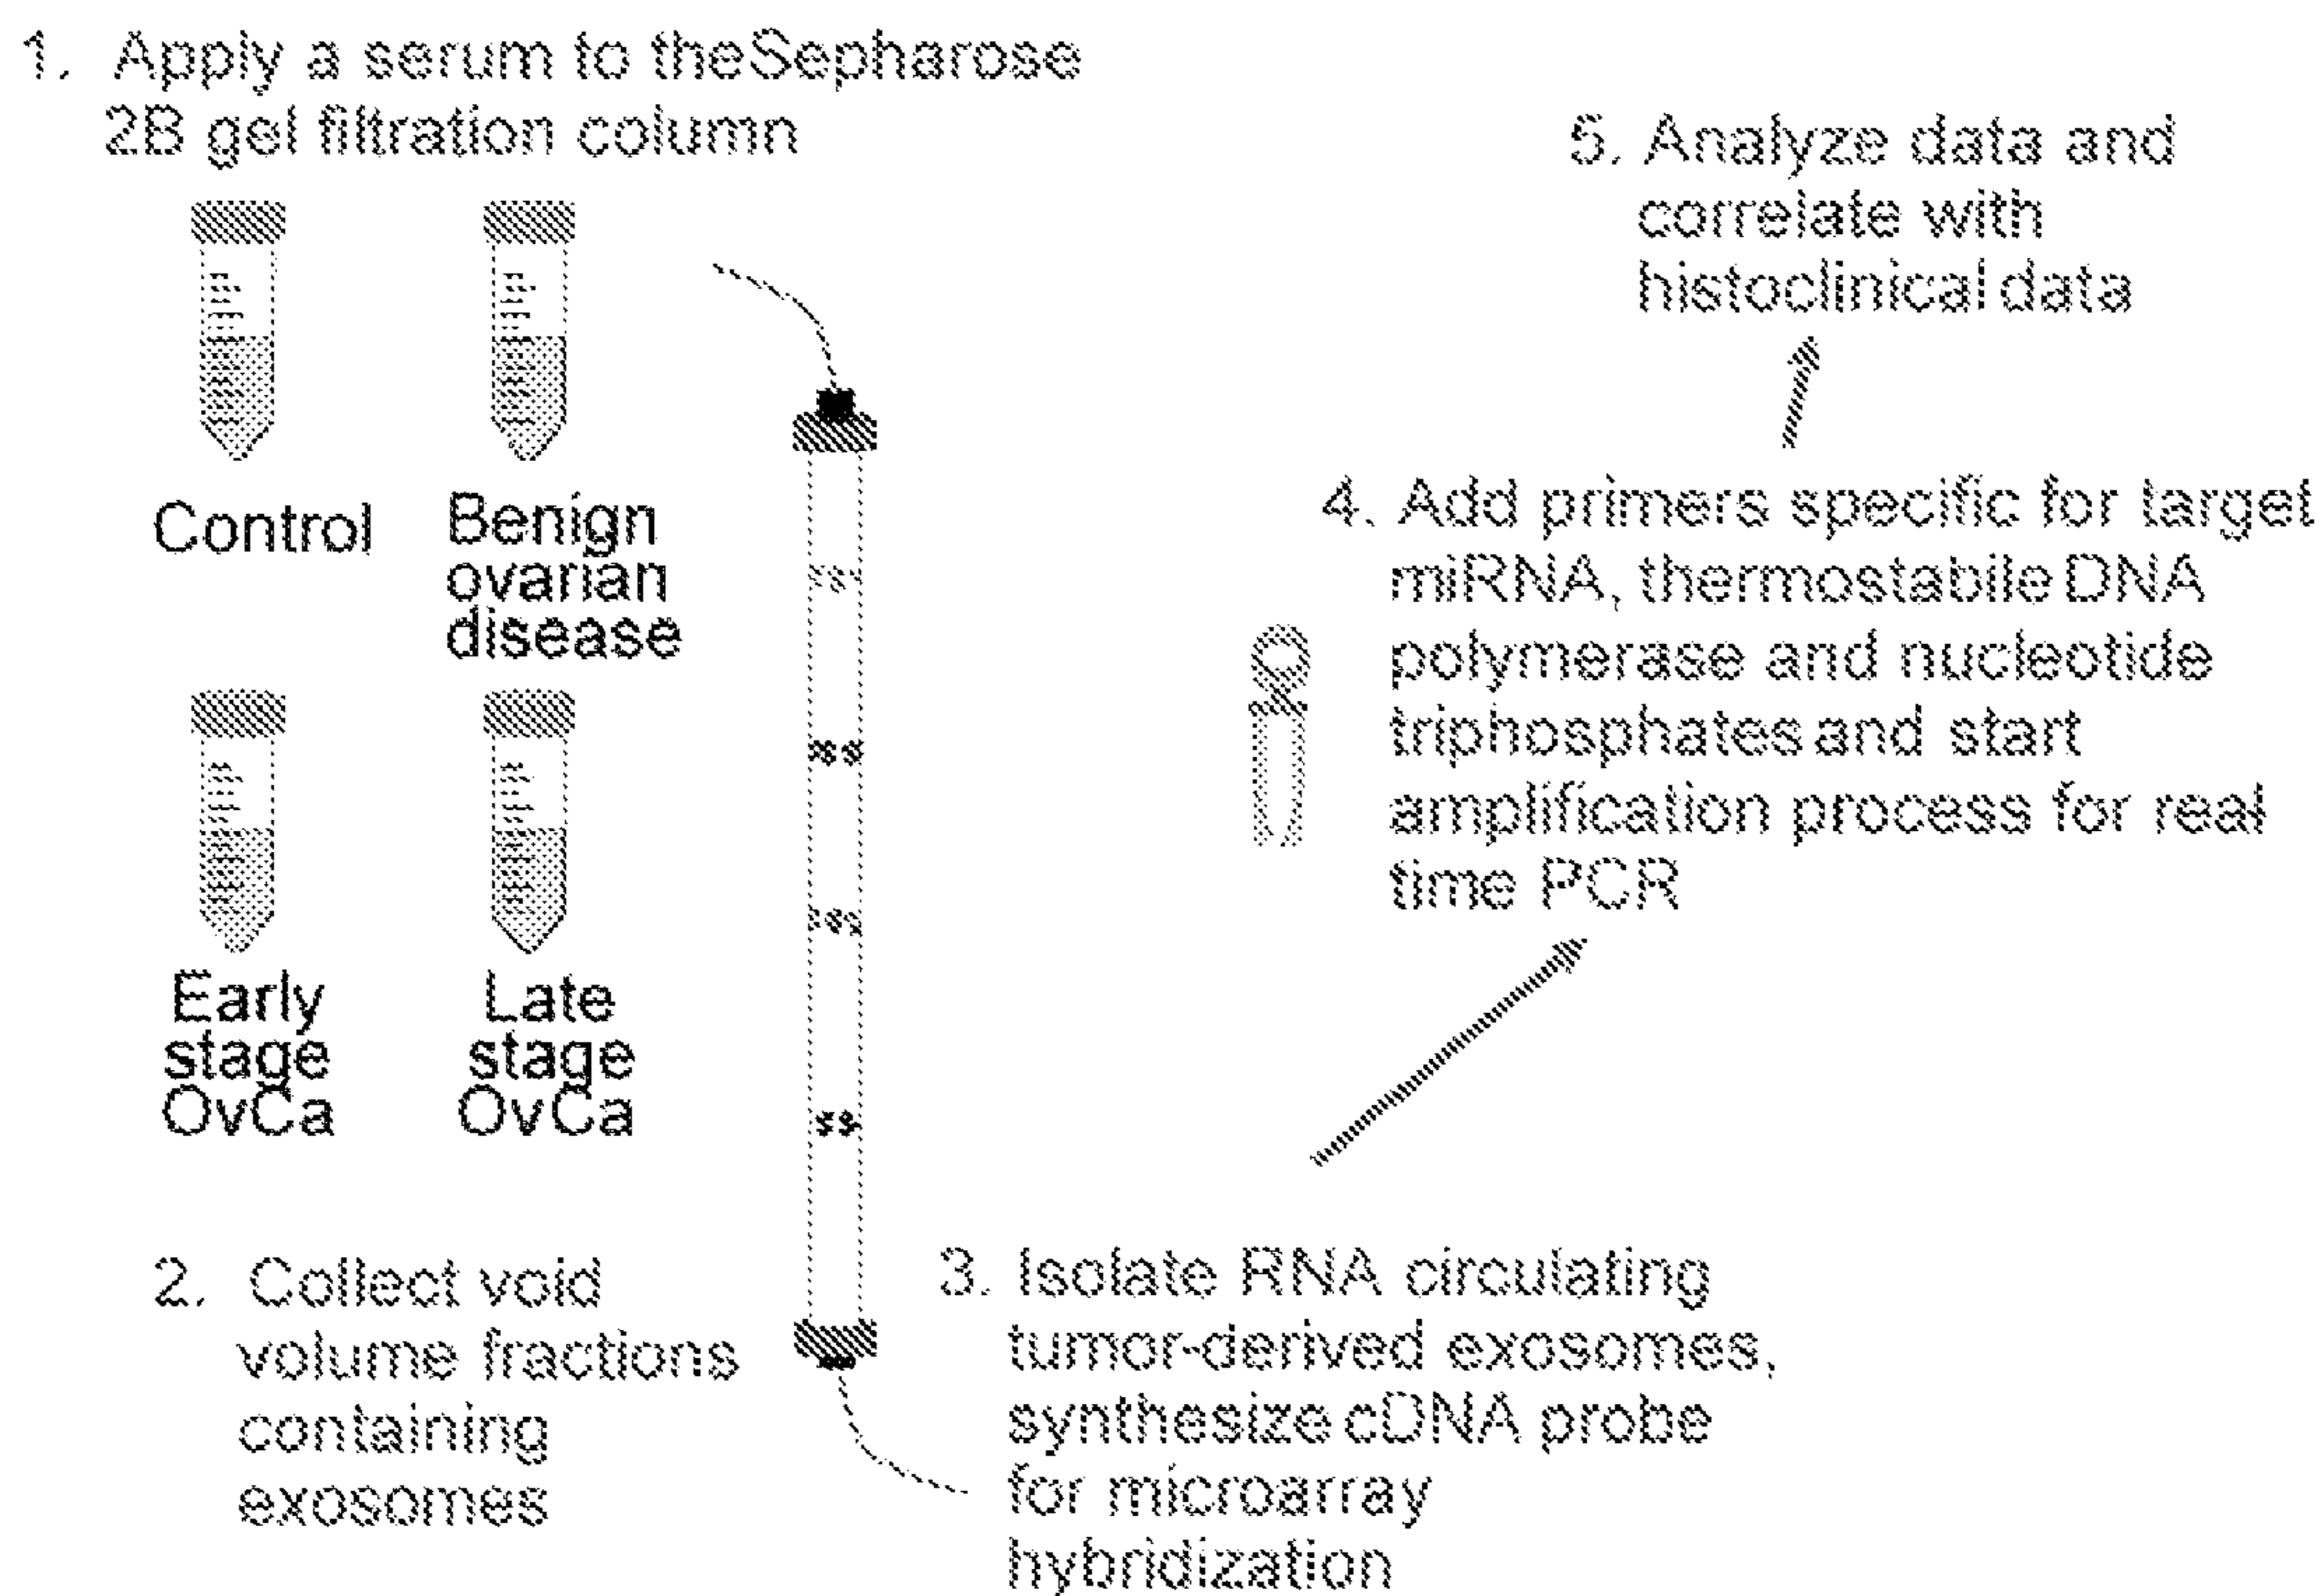 1. Apply a serum to theSepharose
2B gel filtration column
Control
Benign
ovarian
disease
Early
stage
OvCa
Late
stage
OvCa
2. Collect void
volume fractions
containing
exosomes
3. Isolate RNA circulating
tumor-derived exosomes,
synthesize cDNA probe
for microarray
hybridization
4. Add primers specific for target
miRNA, thermostabile DNA
polymerase and nucleotide
triphosphates and start
amplification process for real
time PCR
5. Analyze data and
correlate with
histoclinical data